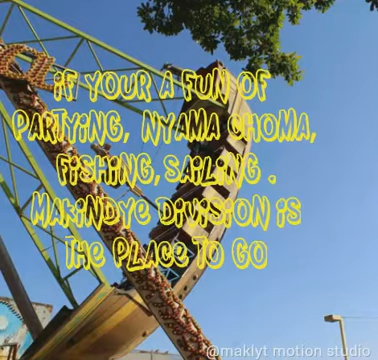 if YOUR A fUN Of
PARTYiNG, NYAMA CHOMA,
fiSHiNG, SAiLiNG .
MAKiNDYe DiViSiON iS
THe PLACe TO GO
@maklyt motion studio